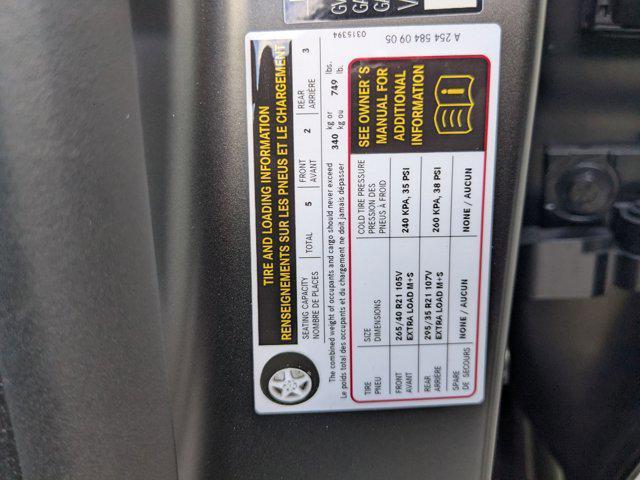 TIRE AND LOADING INFORMATION
RENSEIGNEMENTS SUR LES PNEUS ET LE CHARGEMENT
SEATING CAPACITY TOTAL 5 FRONT 2 REAR 3
NOMBRE DE PLACES AVANT ARRIÈRE
The combined weight of occupants and cargo should never exceed 340 kg or 749 lbs.
Le poids total des occupants et du chargement ne doit jamais dépasser kg ou lb.
TIRE SIZE COLD TIRE PRESSURE
PNEU DIMENSIONS PRESSION DES
PNEUS À FROID
FRONT 265/40 R21 105V 240 KPA, 35 PSI
AVANT EXTRA LOAD M+S
REAR 295/35 R21 107V 260 KPA, 38 PSI
ARRIERE EXTRA LOAD M+S
SPARE NONE / AUCUN NONE / AUCUN
DE SECOURS
SEE OWNER`S
MANUAL FOR
ADDITIONAL
INFORMATION
0315394
A 254 584 09 05